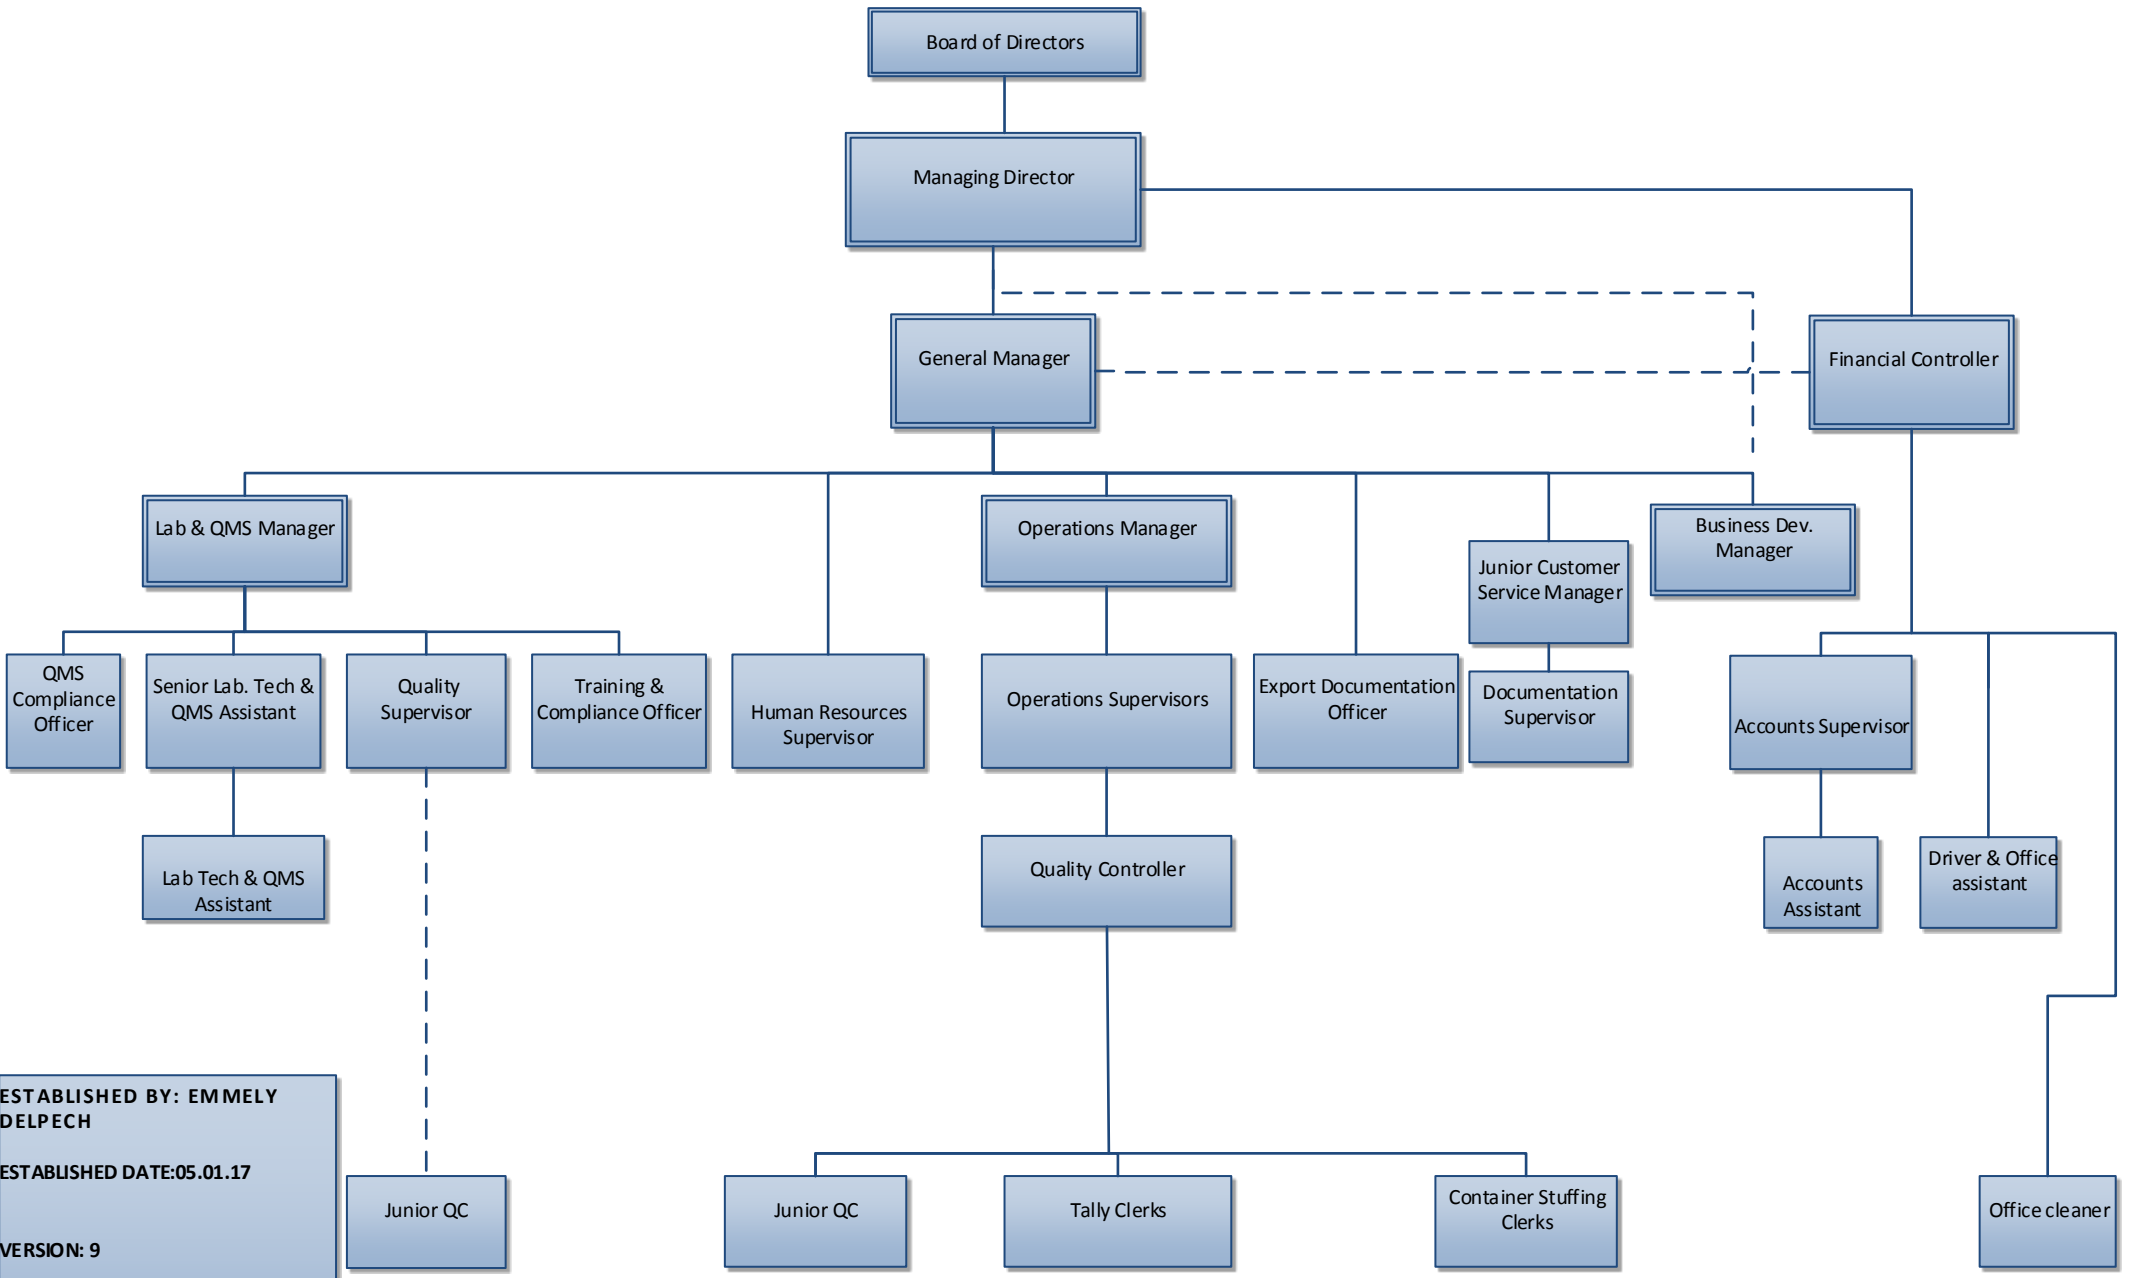 Board of Directors
Managing Director
General Manager
Financial Controller
Lab & QMS Manager
Operations Manager
Business Dev.
Manager
Junior Customer
Service Manager
QMS
Compliance
Officer
Senior Lab. Tech &
QMS Assistant
Quality
Supervisor
Training &
Compliance Officer
Human Resources
Supervisor
Operations Supervisors
Export Documentation
Officer
Documentation
Supervisor
Accounts Supervisor
Lab Tech & QMS
Assistant
Quality Controller
Accounts
Assistant
Driver & Office
assistant
ESTABLISHED BY: EMMELY
DELPECH
ESTABLISHED DATE:05.01.17
VERSION: 9
Junior QC
Junior QC
Tally Clerks
Container Stuffing
Clerks
Office cleaner